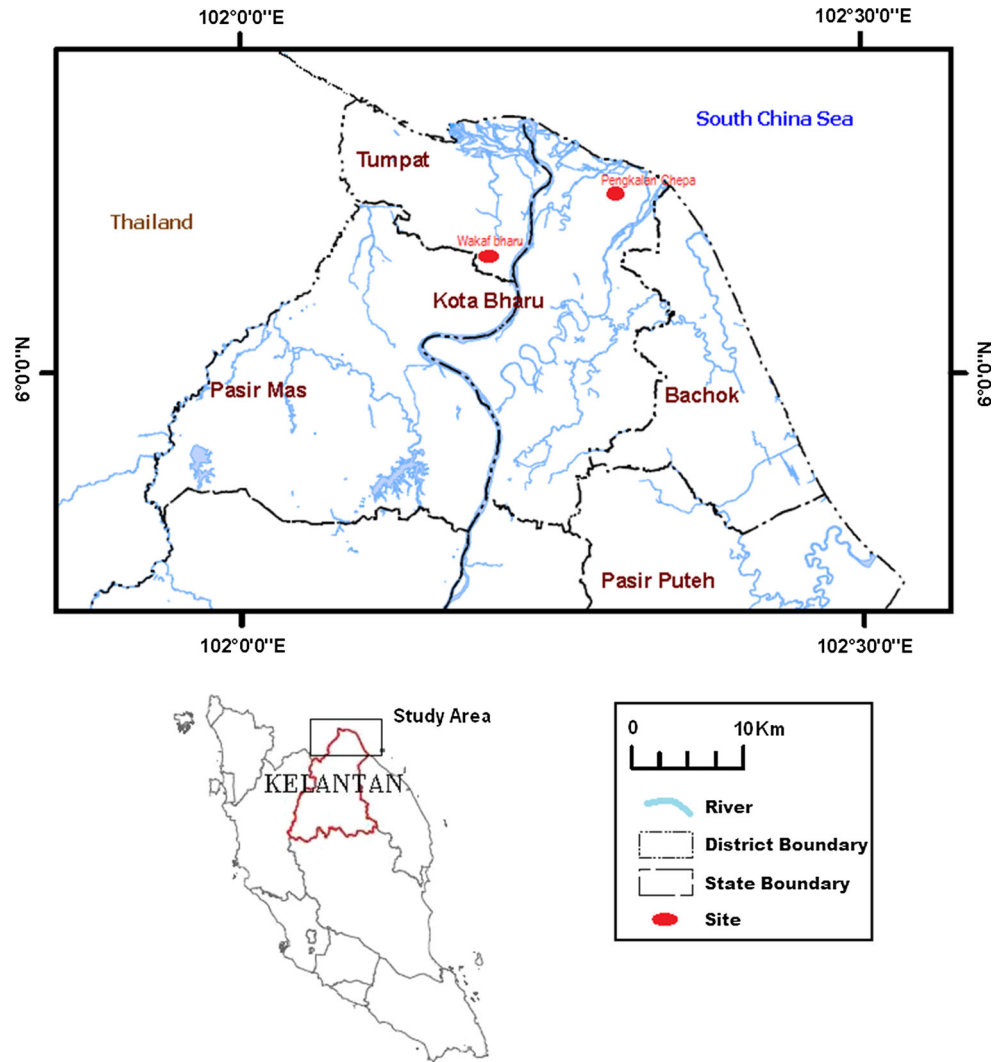 102°0'0"E
102°30'0"E
South China Sea
Tumpat
Pengkalan Chepa
Thailand
Wakaf bharu
Kota Bharu
6°0'0"N
6°0'0"N
Pasir Mas
Bachok
Pasir Puteh
102°0'0"E
102°30'0"E
Study Area
KELANTAN
0 10 Km
River
District Boundary
State Boundary
Site